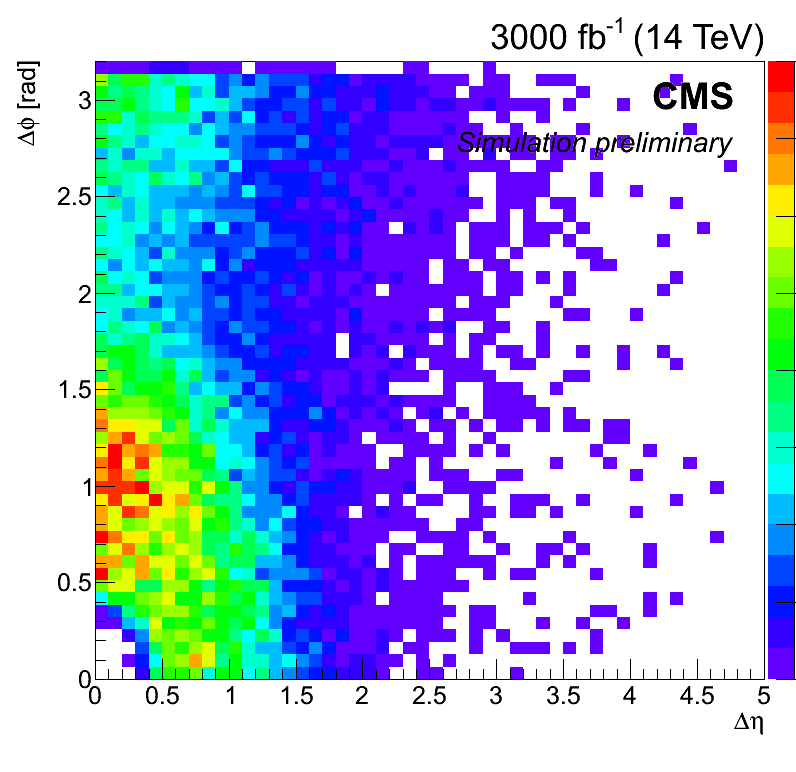 3000 fb-1 (14 TeV)
Δϕ [rad]
CMS
Simulation preliminary
3
2.5
2
1.5
1
0.5
0
0 0.5 1 1.5 2 2.5 3 3.5 4 4.5 5
Δη